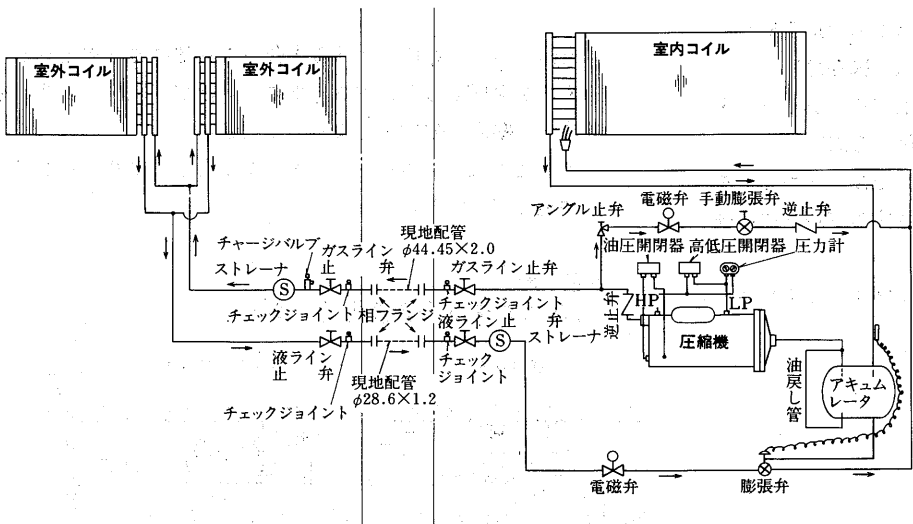 室外コイル
室外コイル
室内コイル
電磁弁
手動膨張弁
逆止弁
アングル止弁
油圧開閉器
高低圧開閉器
圧力計
現地配管
φ44.45×2.0
チャージバルブ
ガスライン
止弁
ガスライン止弁
ストレーナ
S
チェックジョイント
相フランジ
チェックジョイント
液ライン止弁
ストレーナ
S
逆止弁
HP
LP
圧縮機
液ライン
止弁
チェック
ジョイント
現地配管
φ28.6×1.2
チェックジョイント
油戻し管
アキュム
レータ
電磁弁
膨張弁